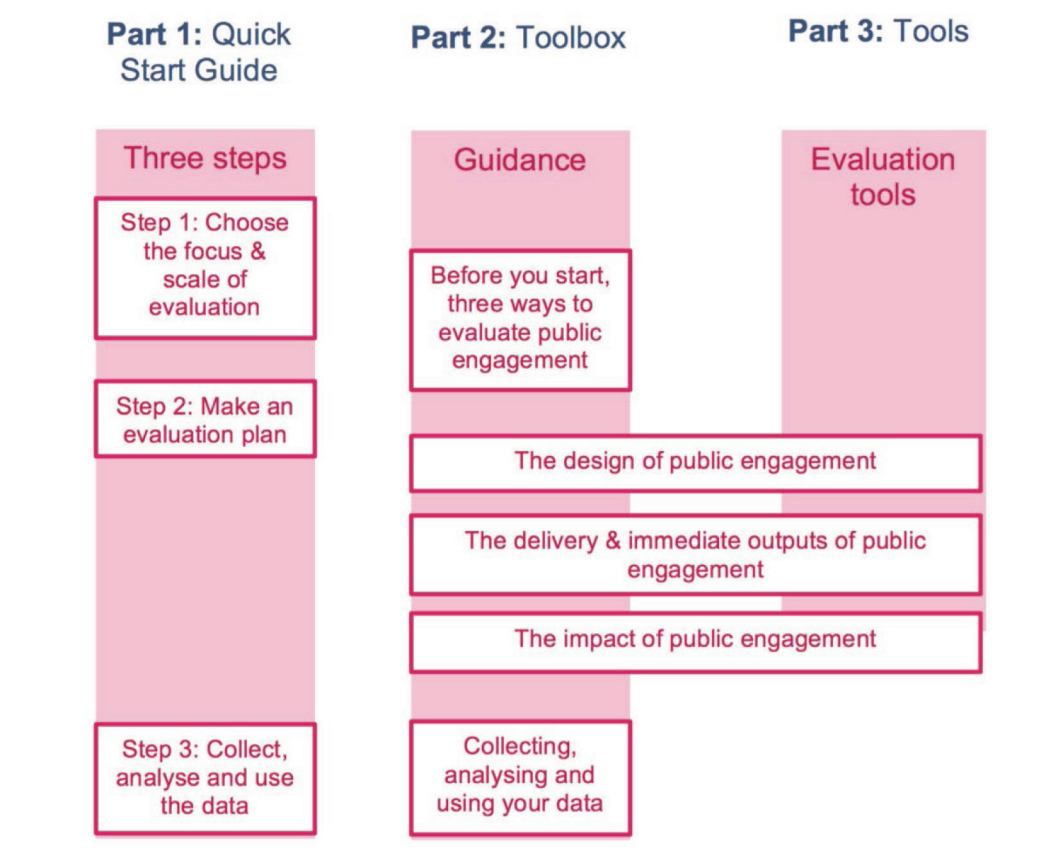 Part 1: Quick
Start Guide
Part 2: Toolbox
Part 3: Tools
Three steps
Step 1: Choose
the focus &
scale of
evaluation
Step 2: Make an
evaluation plan
Step 3: Collect,
analyse and use
the data
Guidance
Before you start,
three ways to
evaluate public
engagement
Evaluation
tools
The design of public engagement
The delivery & immediate outputs of public
engagement
The impact of public engagement
Collecting,
analysing and
using your data